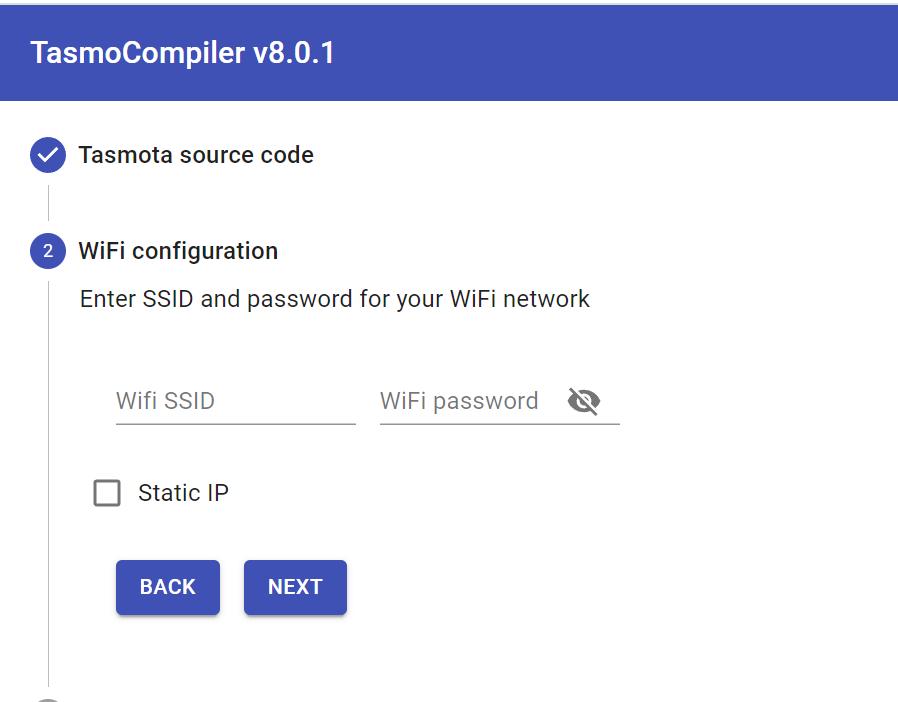 TasmoCompiler v8.0.1
Tasmota source code
2 WiFi configuration
Enter SSID and password for your WiFi network
Wifi SSID WiFi password
Static IP
BACK NEXT